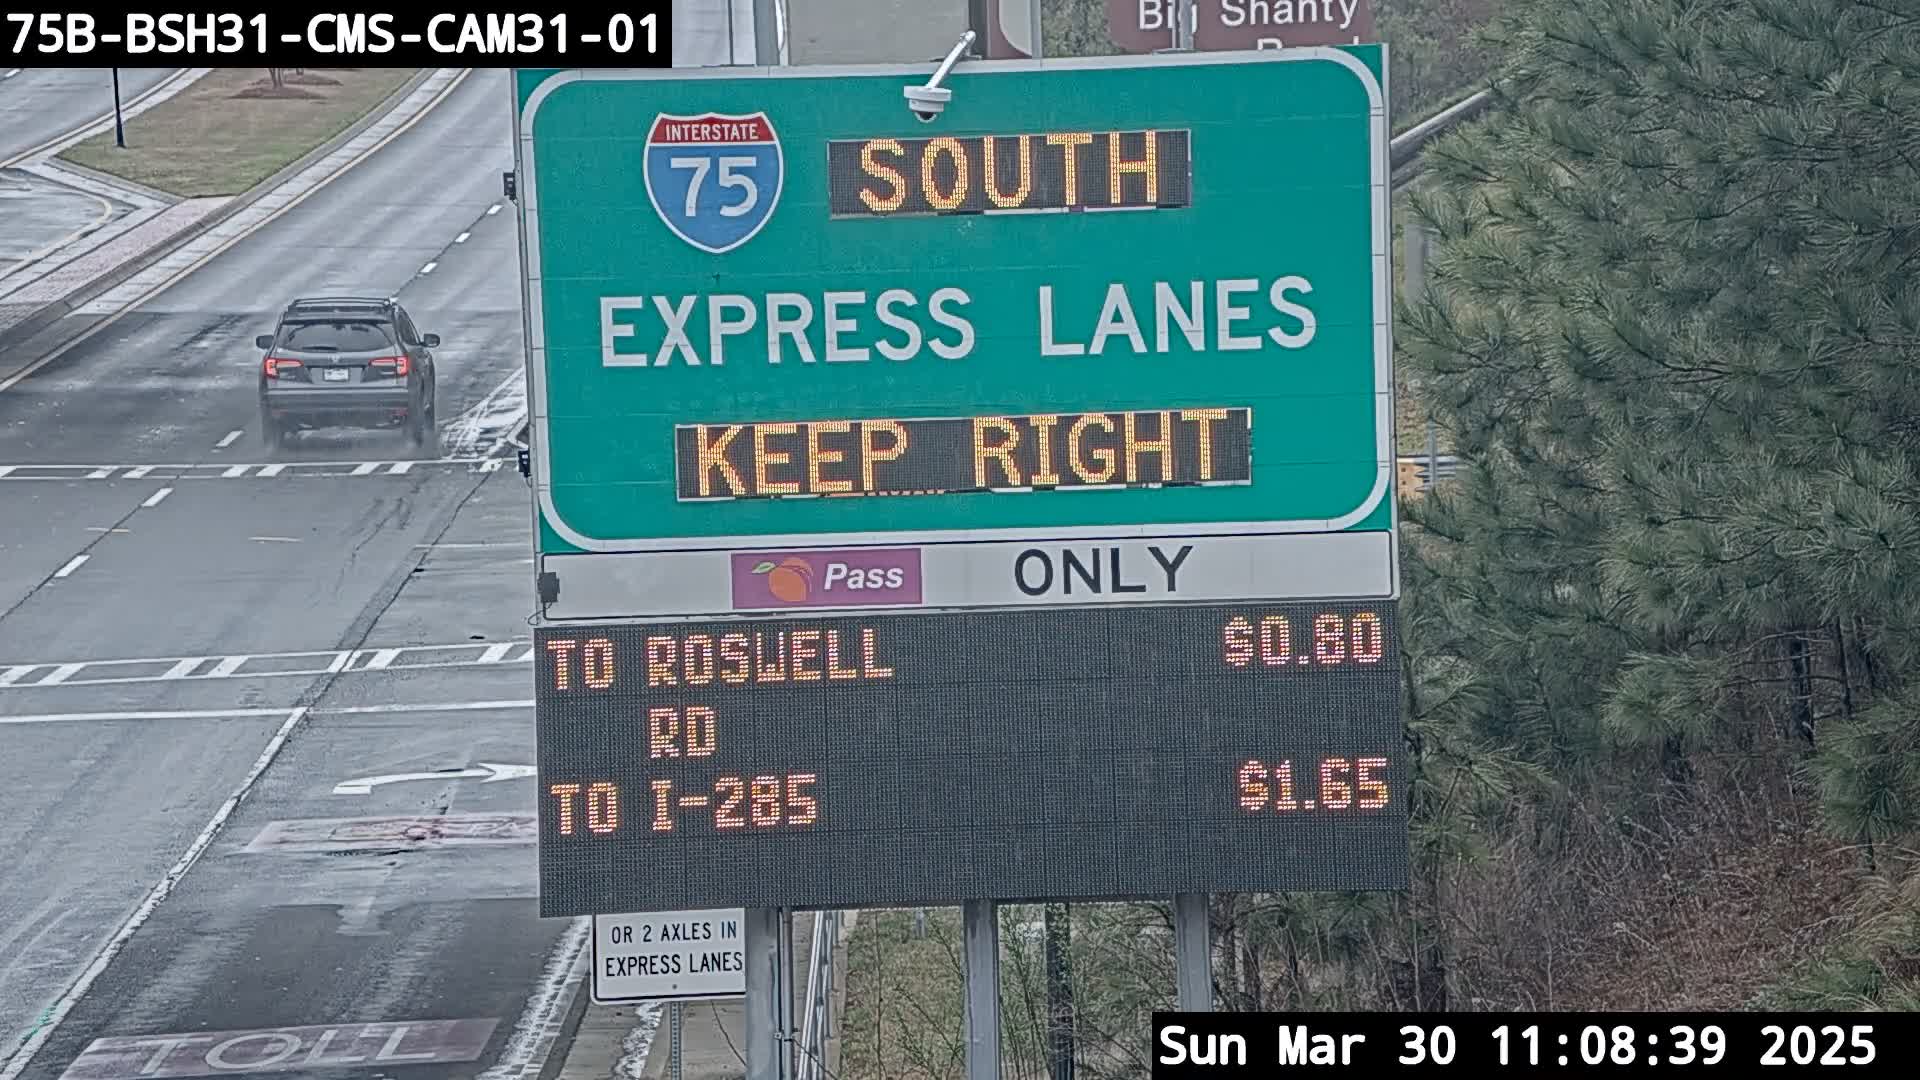 75B-BSH31-CMS-CAM31-01
Big Shanty
INTERSTATE
75
SOUTH
EXPRESS LANES
KEEP RIGHT
Pass
ONLY
TO ROSWELL $0.80
RD
TO I-285 $1.65
OR 2 AXLES IN
EXPRESS LANES
TOLL
Sun Mar 30 11:08:39 2025